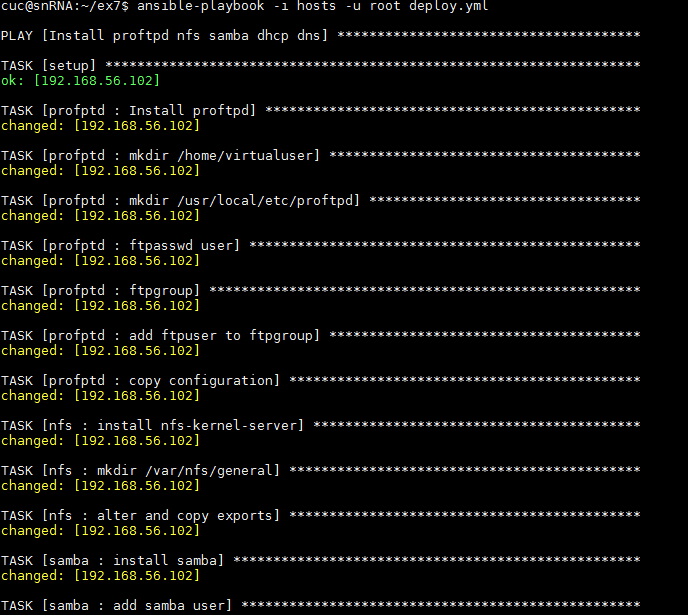 cuc@snRNA:~/ex7$ ansible-playbook -i hosts -u root deploy.yml
PLAY [Install proftpd nfs samba dhcp dns] **************************************
TASK [setup] *******************************************************************
ok: [192.168.56.102]
TASK [profptd : Install proftpd] ***********************************************
changed: [192.168.56.102]
TASK [profptd : mkdir /home/virtualuser] ***************************************
changed: [192.168.56.102]
TASK [profptd : mkdir /usr/local/etc/proftpd] **********************************
changed: [192.168.56.102]
TASK [profptd : ftpasswd user] *************************************************
changed: [192.168.56.102]
TASK [profptd : ftpgroup] ******************************************************
changed: [192.168.56.102]
TASK [profptd : add ftpuser to ftpgroup] ***************************************
changed: [192.168.56.102]
TASK [profptd : copy configuration] ********************************************
changed: [192.168.56.102]
TASK [nfs : install nfs-kernel-server] *****************************************
changed: [192.168.56.102]
TASK [nfs : mkdir /var/nfs/general] ********************************************
changed: [192.168.56.102]
TASK [nfs : alter and copy exports] ********************************************
changed: [192.168.56.102]
TASK [samba : install samba] ***************************************************
changed: [192.168.56.102]
TASK [samba : add samba user] **************************************************